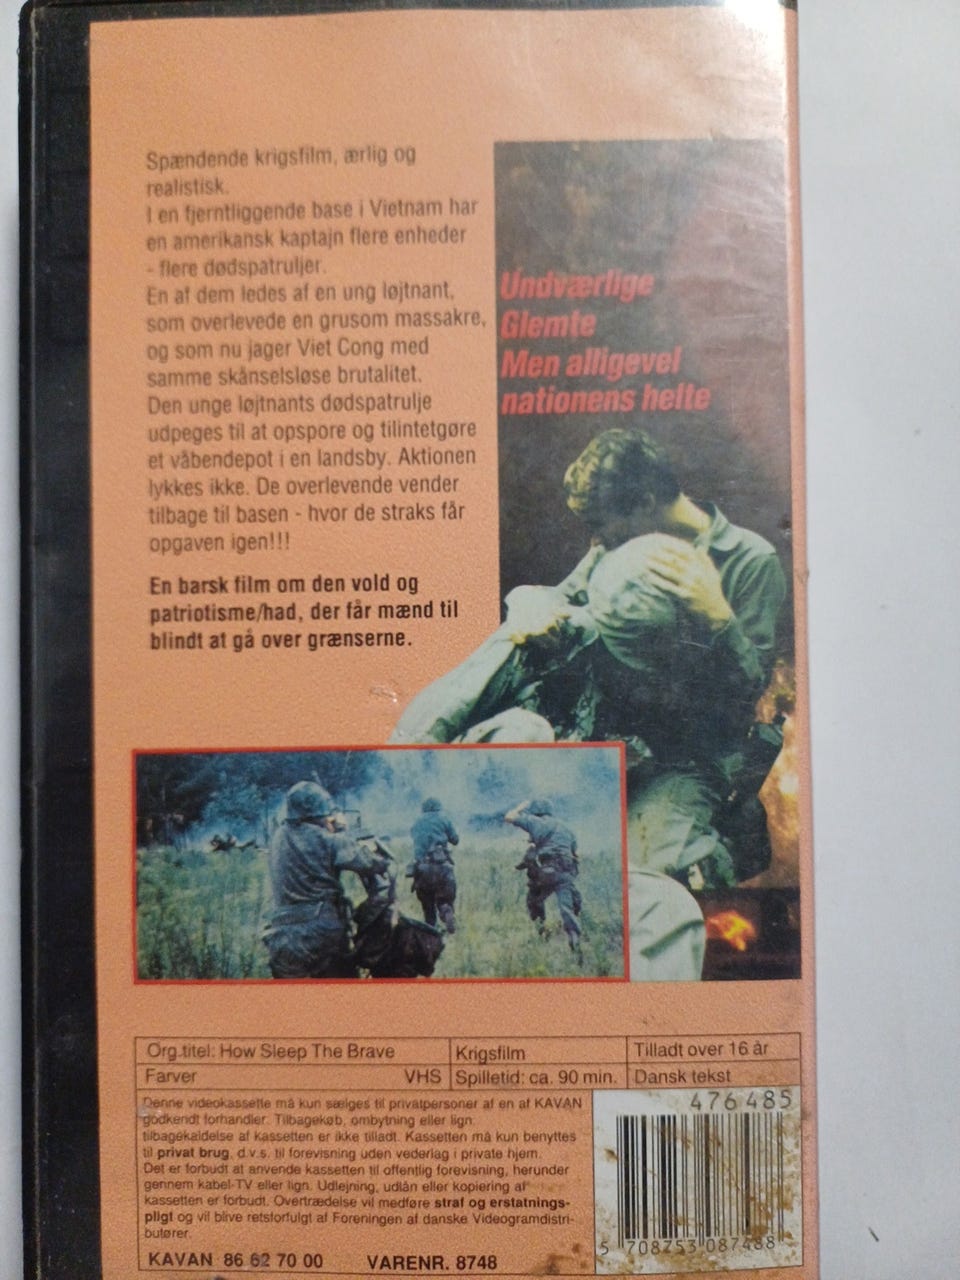 Spændende krigsfilm, ærlig og
realistisk.
I en fjerntliggende base i Vietnam har
en amerikansk kaptajn flere enheder
- flere dødspatruljer.
En af dem ledes af en ung løjtnant,
som overlevede en grusom massakre,
og som nu jager Viet Cong med
samme skånselsløse brutalitet.
Den unge løjtnants dødspatrulje
udpeges til at opspore og tilintetgøre
et våbendepot i en landsby. Aktionen
lykkes ikke. De overlevende vender
tilbage til basen - hvor de straks får
opgaven igen!!!
En barsk film om den vold og
patriotisme/had, der får mænd til
blindt at gå over grænserne.
Undværlige
Glemte
Men alligevel
nationens helte
Org.titel: How Sleep The Brave
Krigsfilm
Tilladt over 16 år
Farver VHS
Spilletid: ca. 90 min.
Dansk tekst
Denne videokassette må kun sælges til privatpersoner af en af KAVAN
godkendt forhandler. Tilbagekøb, ombytning eller lign.
tilbagekaldelse af kassetten er ikke tilladt. Kassetten må kun benyttes
til privat brug, d.v.s. til forevisning uden vederlag i private hjem.
Det er forbudt at anvende kassetten til offentlig forevisning, herunder
gennem kabel-TV eller lign. Udlejning, udlån eller kopiering af
kassetten er forbudt. Overtrædelse vil medføre straf og erstatnings-
pligt og vil blive retsforfulgt af Foreningen af danske Videogramdistri-
butører.
KAVAN 86 62 70 00 VARENR. 8748
476485
5 708753 087488